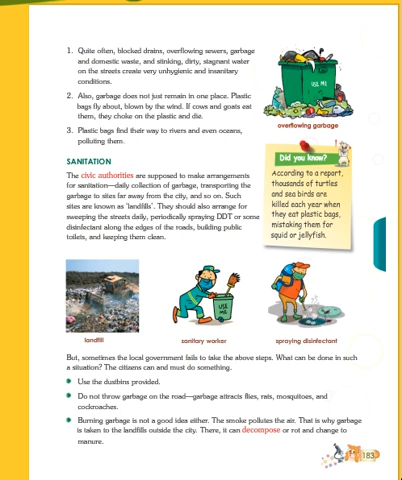 1. Quite often, blocked drains, overflowing sewers, garbage
and domestic waste, and stinking, dirty, stagnant water
on the streets create very unhygienic and insanitary
conditions.
2. Also, garbage does not just remain in one place. Plastic
bags fly about, blown by the wind. If cows and goats eat
them, they choke on the plastic and die.
3. Plastic bags find their way to rivers and even oceans,
polluting them.
USE ME
overflowing garbage
SANITATION
The civic authorities are supposed to make arrangements
for sanitation—daily collection of garbage, transporting the
garbage to sites far away from the city, and so on. Such
sites are known as 'landfills'. They should also arrange for
sweeping the streets daily, periodically spraying DDT or some
disinfectant along the edges of the roads, building public
toilets, and keeping them clean.
Did you know?
According to a report,
thousands of turtles
and sea birds are
killed each year when
they eat plastic bags,
mistaking them for
squid or jellyfish.
USE
ME
landfill
sanitary worker
spraying disinfectant
But, sometimes the local government fails to take the above steps. What can be done in such
a situation? The citizens can and must do something.
Use the dustbins provided.
Do not throw garbage on the road—garbage attracts flies, rats, mosquitoes, and
cockroaches.
Burning garbage is not a good idea either. The smoke pollutes the air. That is why garbage
is taken to the landfills outside the city. There, it can decompose or rot and change to
manure.
183